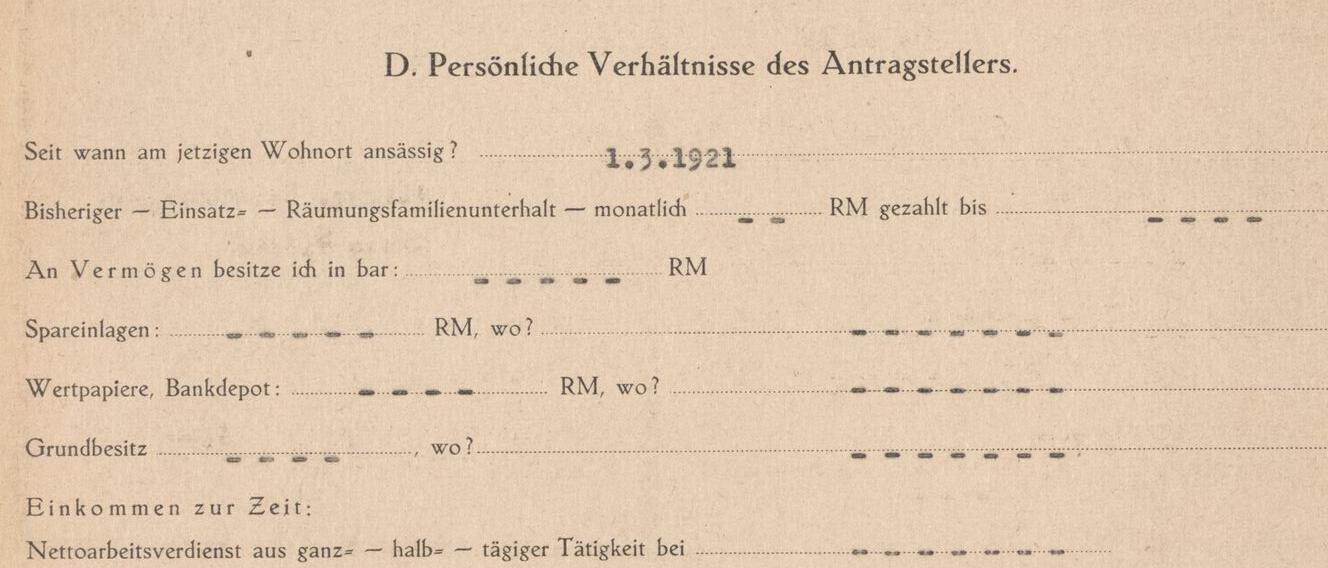 D. Persönliche Verhältnisse des Antragstellers.
Seit wann am jetzigen Wohnort ansässig? 1.3.1921
Bisheriger — Einsatz= — Räumungsfamilienunterhalt — monatlich - - RM gezahlt bis - - - -
An Vermögen besitze ich in bar: - - - - - RM
Spareinlagen: - - - - - RM, wo? - - - - - - -
Wertpapiere, Bankdepot: - - - - RM, wo? - - - - - - -
Grundbesitz - - - -, wo? - - - - - - -
Einkommen zur Zeit:
Nettoarbeitsverdienst aus ganz= — halb= — tägiger Tätigkeit bei - - - - - - -